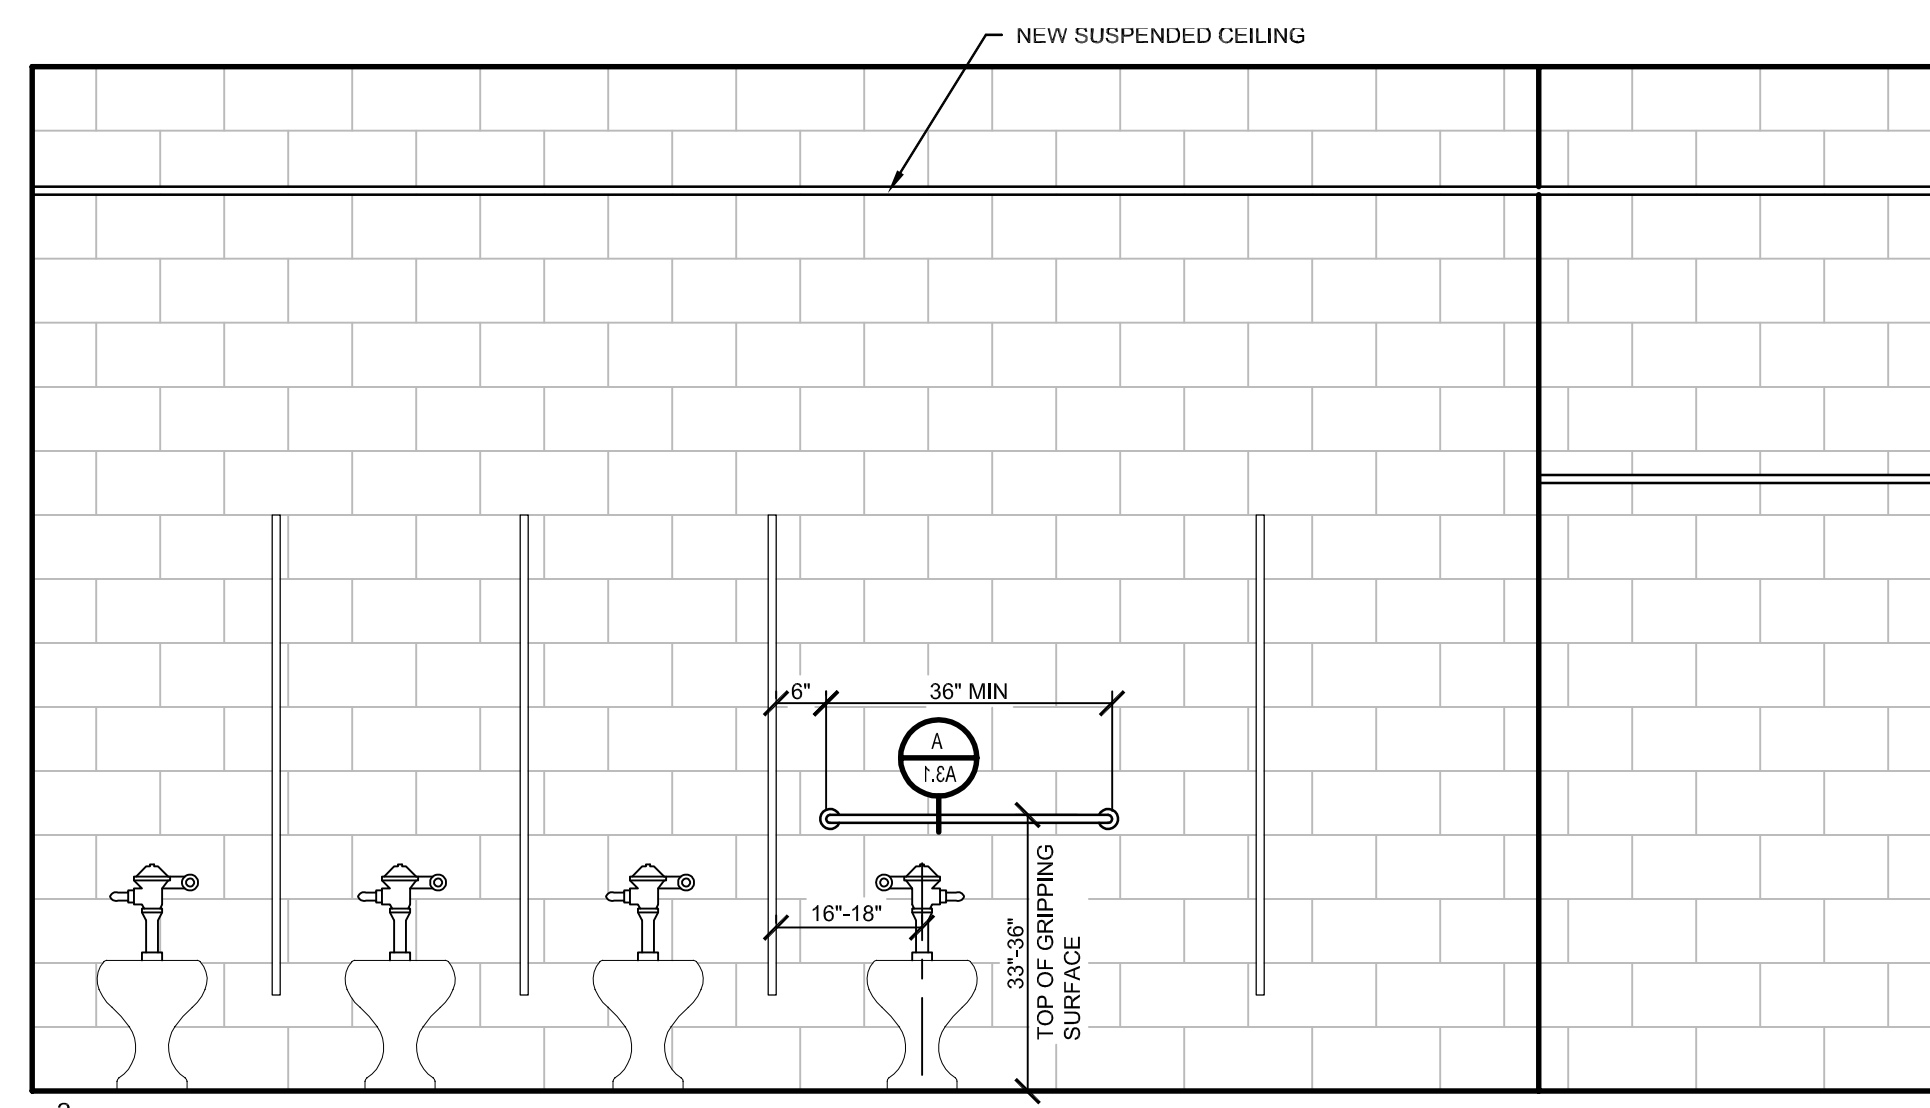 NEW SUSPENDED CEILING
6"
36" MIN
A
A3.1
16"-18"
33"-36"
TOP OF GRIPPING
SURFACE